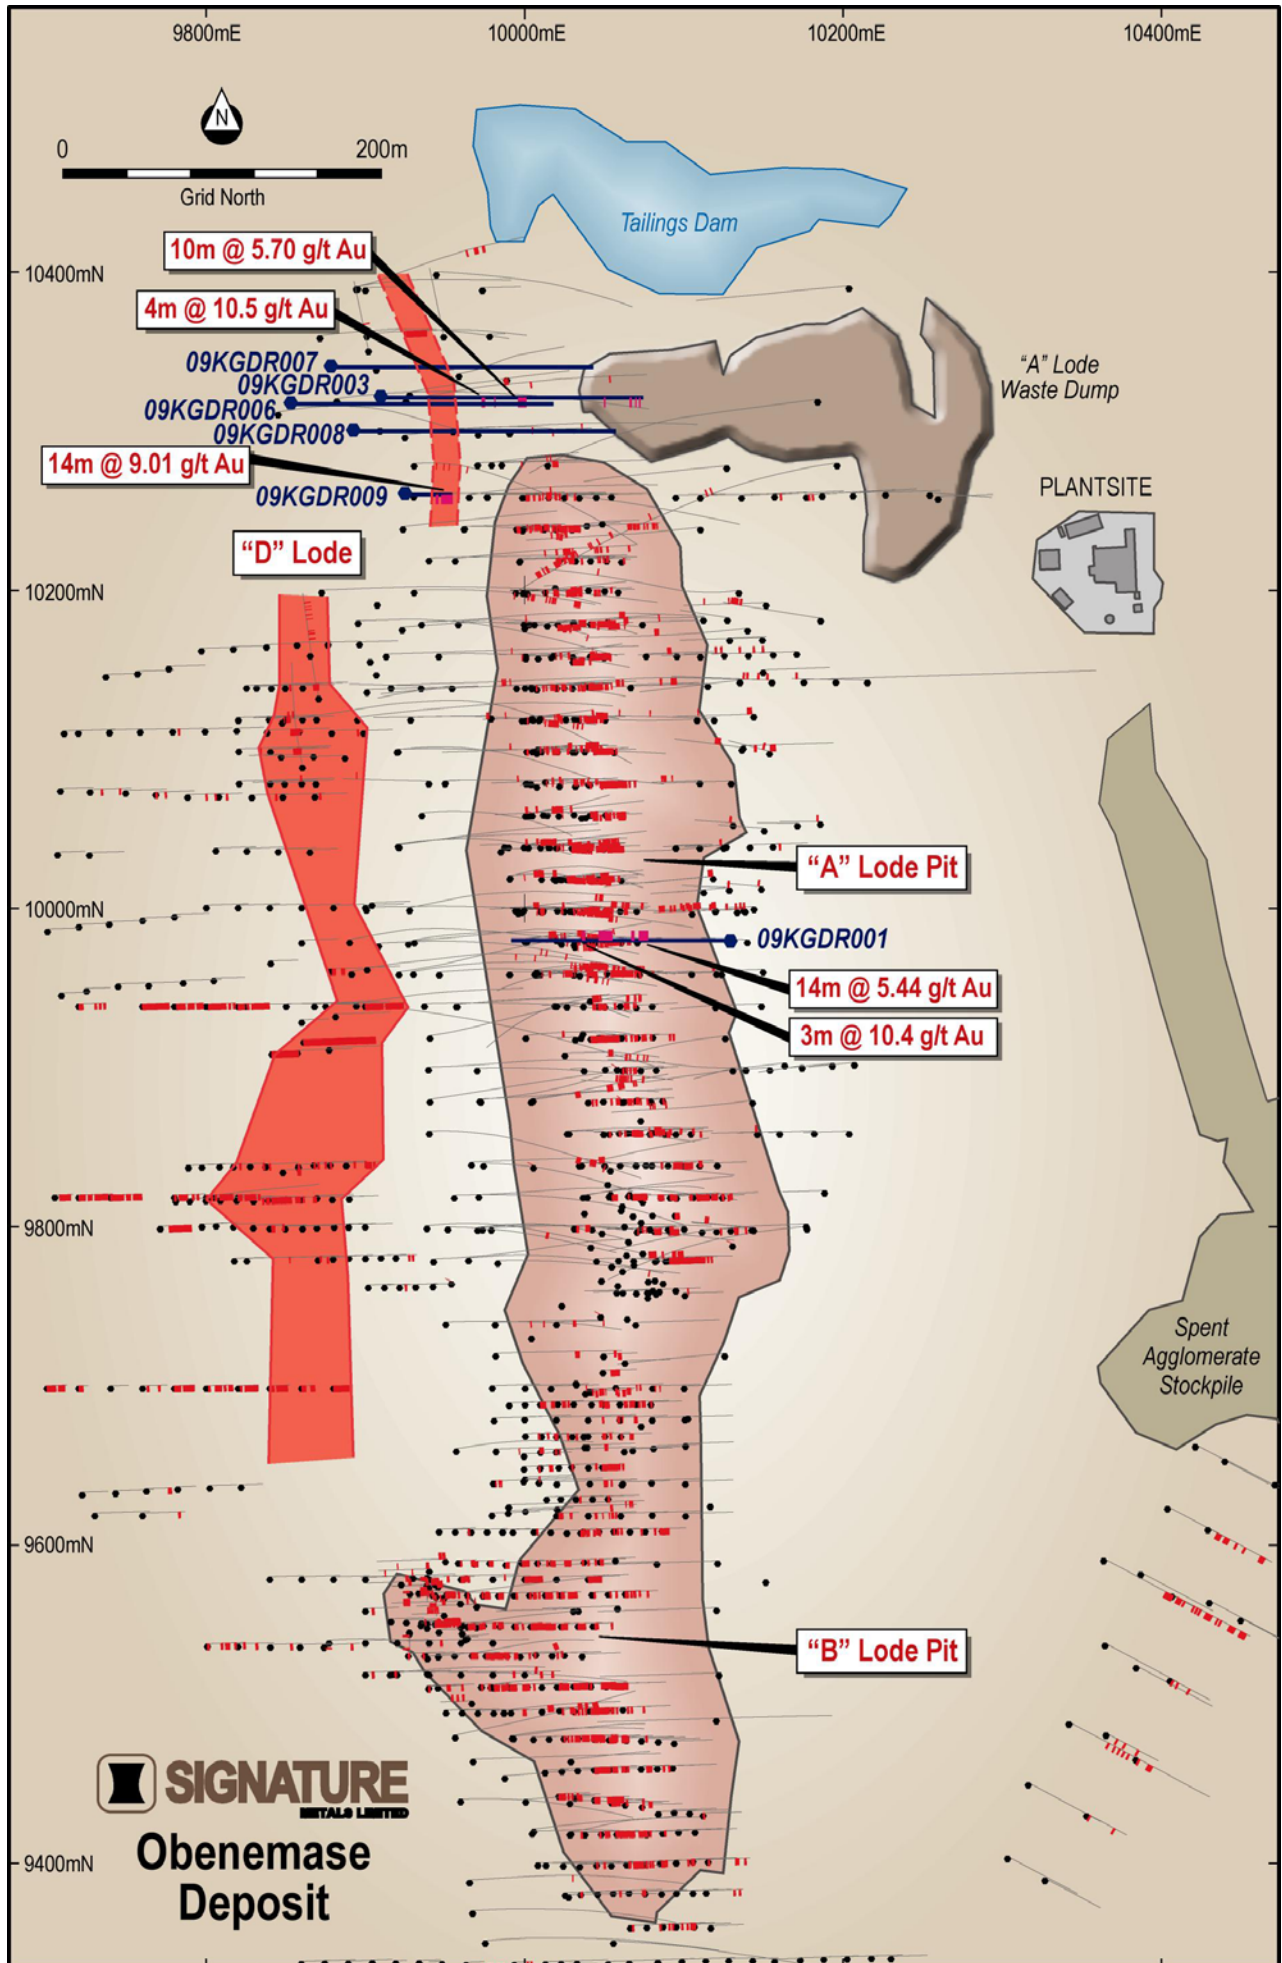 9800mE
10000mE
10200mE
10400mE
N
0
200m
Grid North
Tailings Dam
10m @ 5.70 g/t Au
10400mN
4m @ 10.5 g/t Au
09KGDR007
09KGDR003
09KGDR006
09KGDR008
"A" Lode
Waste Dump
14m @ 9.01 g/t Au
09KGDR009
PLANTSITE
"D" Lode
10200mN
"A" Lode Pit
10000mN
09KGDR001
14m @ 5.44 g/t Au
3m @ 10.4 g/t Au
9800mN
Spent
Agglomerate
Stockpile
9600mN
"B" Lode Pit
SIGNATURE
METALS LIMITED
Obenemase
Deposit
9400mN